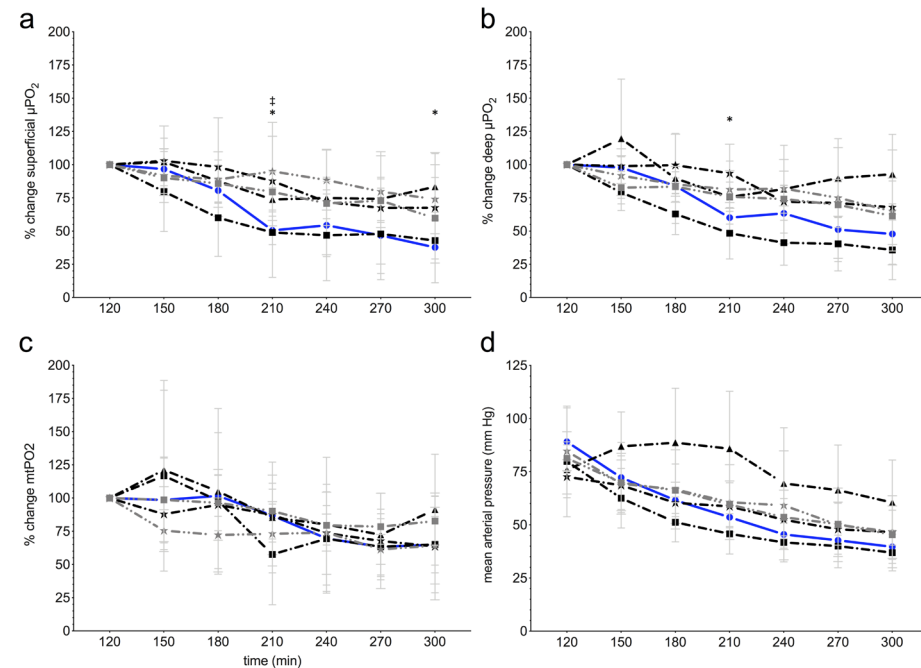 a
b
200
175
150
125
100
75
50
25
0
% change superficial µPO2
‡
*
*
120 150 180 210 240 270 300
200
175
150
125
100
75
50
25
0
% change deep µPO2
*
120 150 180 210 240 270 300
c
d
200
175
150
125
100
75
50
25
0
% change mtPO2
120 150 180 210 240 270 300
time (min)
125
100
75
50
25
0
mean arterial pressure (mm Hg)
120 150 180 210 240 270 300